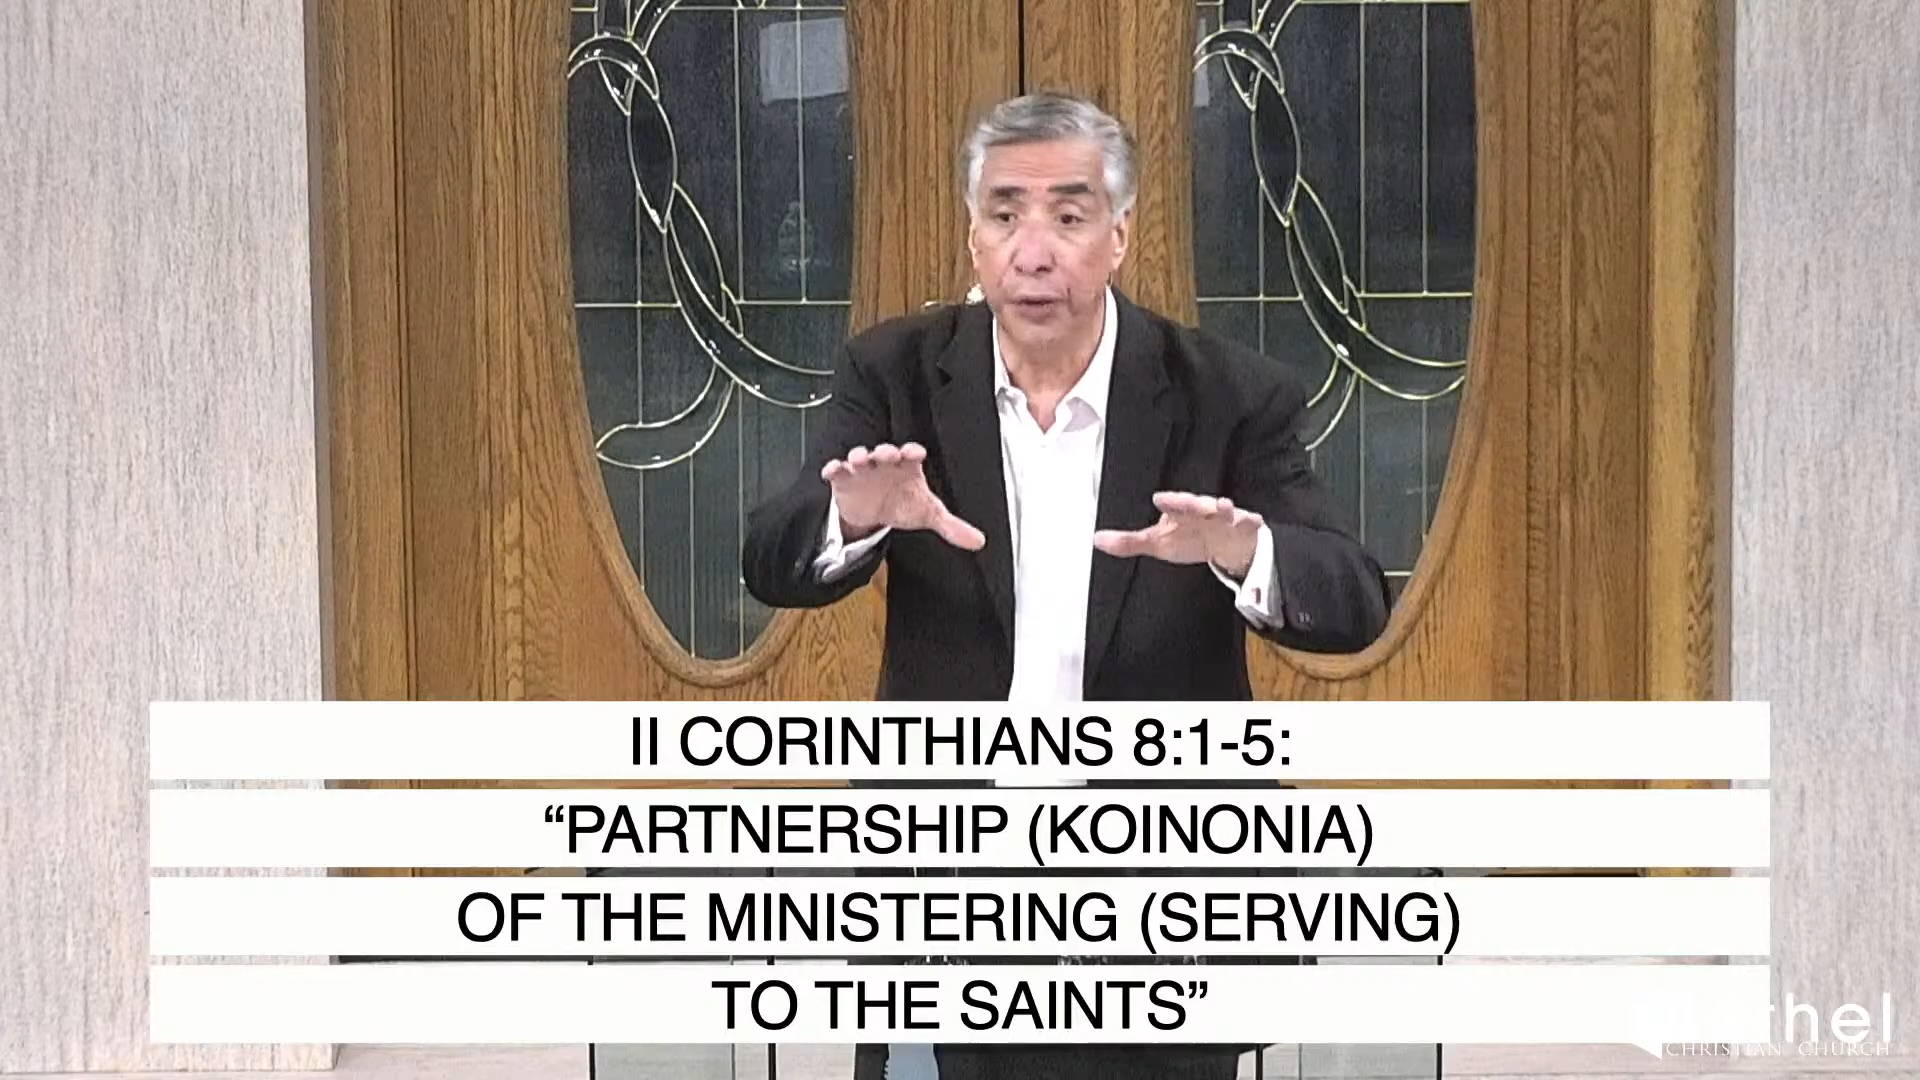 II CORINTHIANS 8:1-5:
“PARTNERSHIP (KOINONIA)
OF THE MINISTERING (SERVING)
TO THE SAINTS”
CHRISTIAN CHURCH